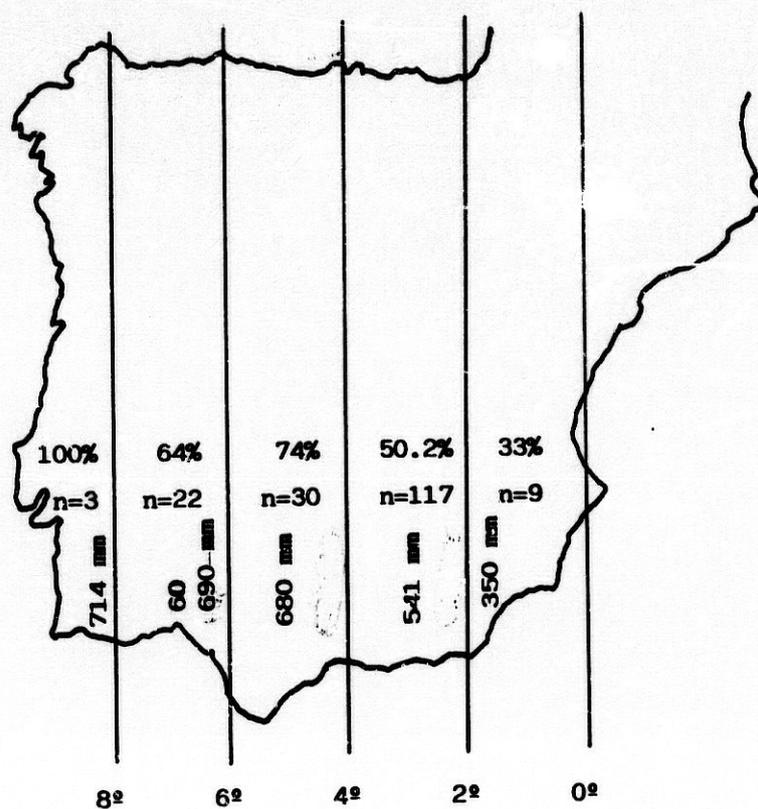 100% 64% 74% 50.2% 33%
n=3 n=22 n=30 n=117 n=9
714 mm
60
690 mm
680 mm
541 mm
350 mm
8º 6º 4º 2º 0º